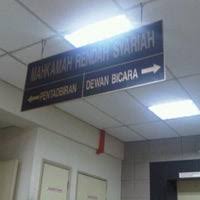 MAHKAMAH RENDAH SYARIAH
← PENTADBIRAN
DEWAN BICARA →